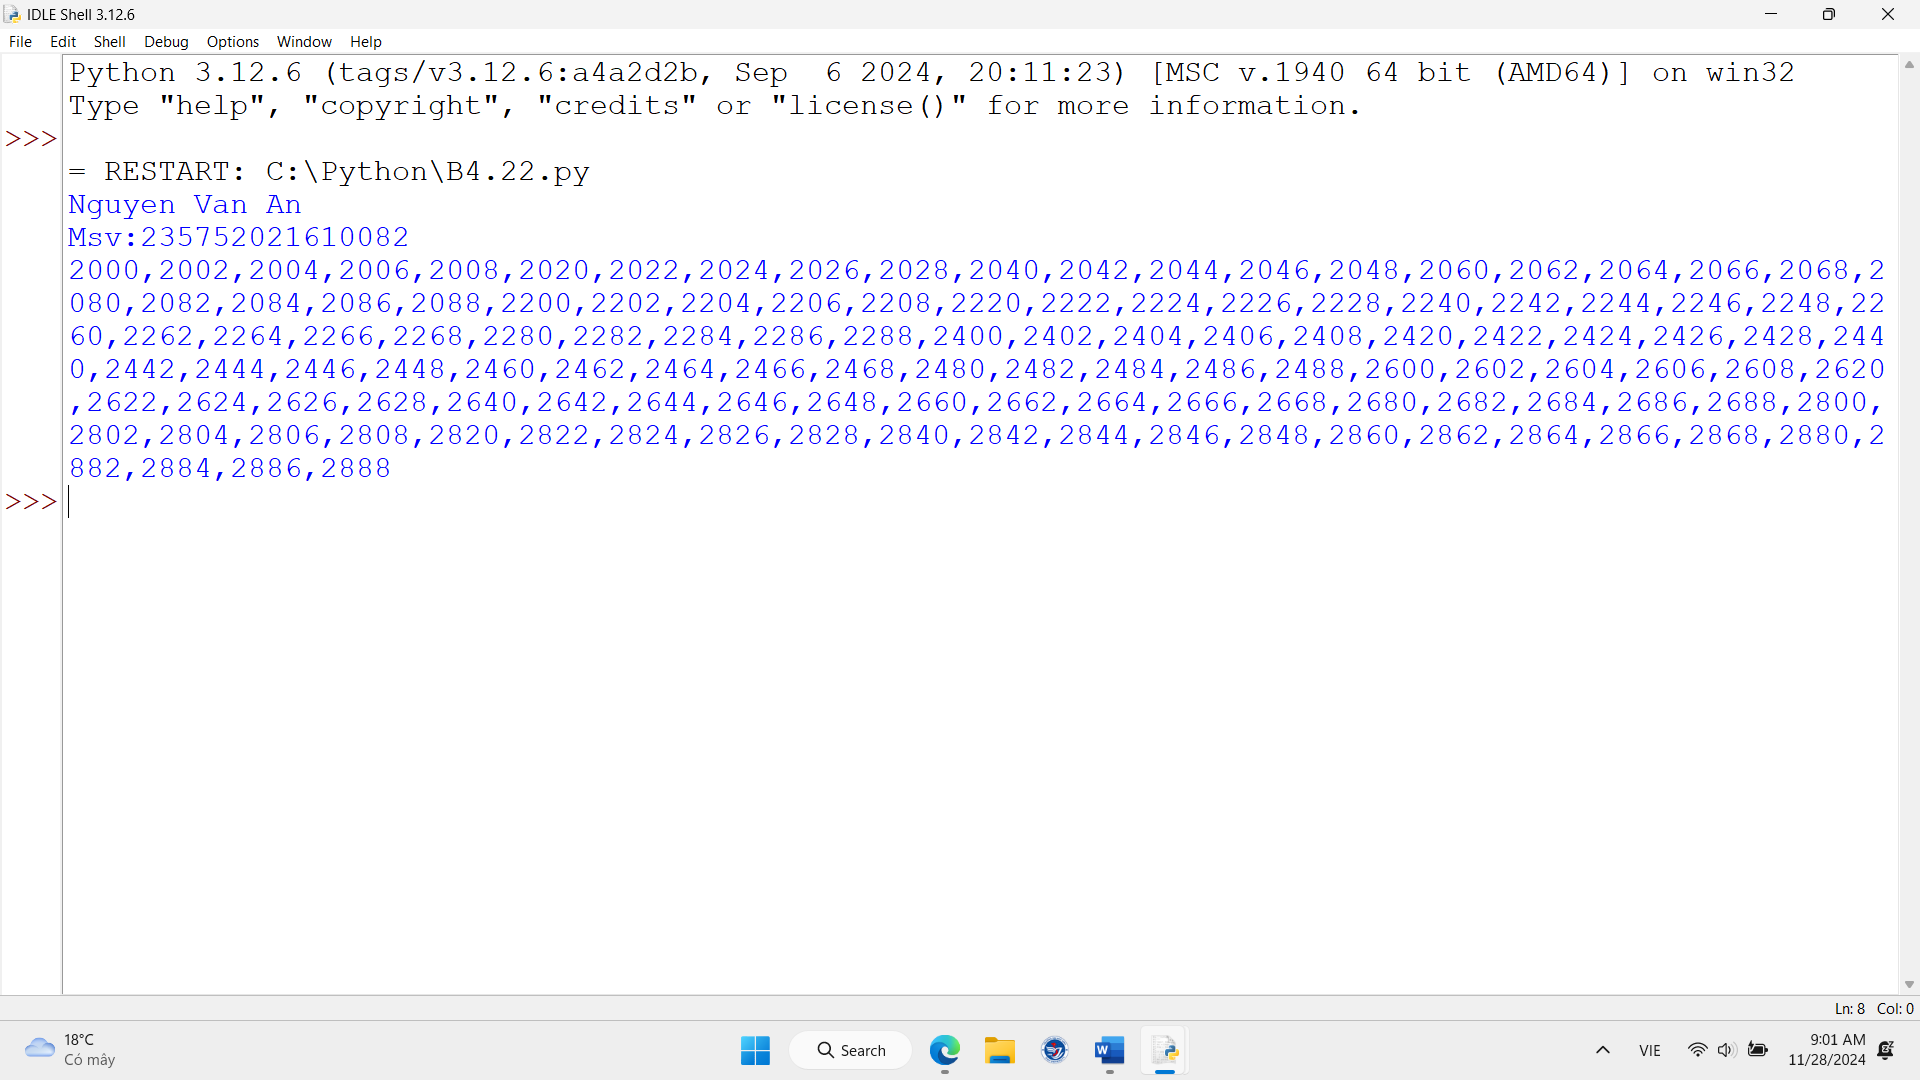 IDLE Shell 3.12.6
File Edit Shell Debug Options Window Help
Python 3.12.6 (tags/v3.12.6:a4a2d2b, Sep  6 2024, 20:11:23) [MSC v.1940 64 bit (AMD64)] on win32
Type "help", "copyright", "credits" or "license()" for more information.
>>>
= RESTART: C:\Python\B4.22.py
Nguyen Van An
Msv:235752021610082
2000,2002,2004,2006,2008,2020,2022,2024,2026,2028,2040,2042,2044,2046,2048,2060,2062,2064,2066,2068,2
080,2082,2084,2086,2088,2200,2202,2204,2206,2208,2220,2222,2224,2226,2228,2240,2242,2244,2246,2248,22
60,2262,2264,2266,2268,2280,2282,2284,2286,2288,2400,2402,2404,2406,2408,2420,2422,2424,2426,2428,244
0,2442,2444,2446,2448,2460,2462,2464,2466,2468,2480,2482,2484,2486,2488,2600,2602,2604,2606,2608,2620
,2622,2624,2626,2628,2640,2642,2644,2646,2648,2660,2662,2664,2666,2668,2680,2682,2684,2686,2688,2800,
2802,2804,2806,2808,2820,2822,2824,2826,2828,2840,2842,2844,2846,2848,2860,2862,2864,2866,2868,2880,2
882,2884,2886,2888
>>>
Ln: 8 Col: 0
18°C
Có mây
Search
VIE
9:01 AM
11/28/2024